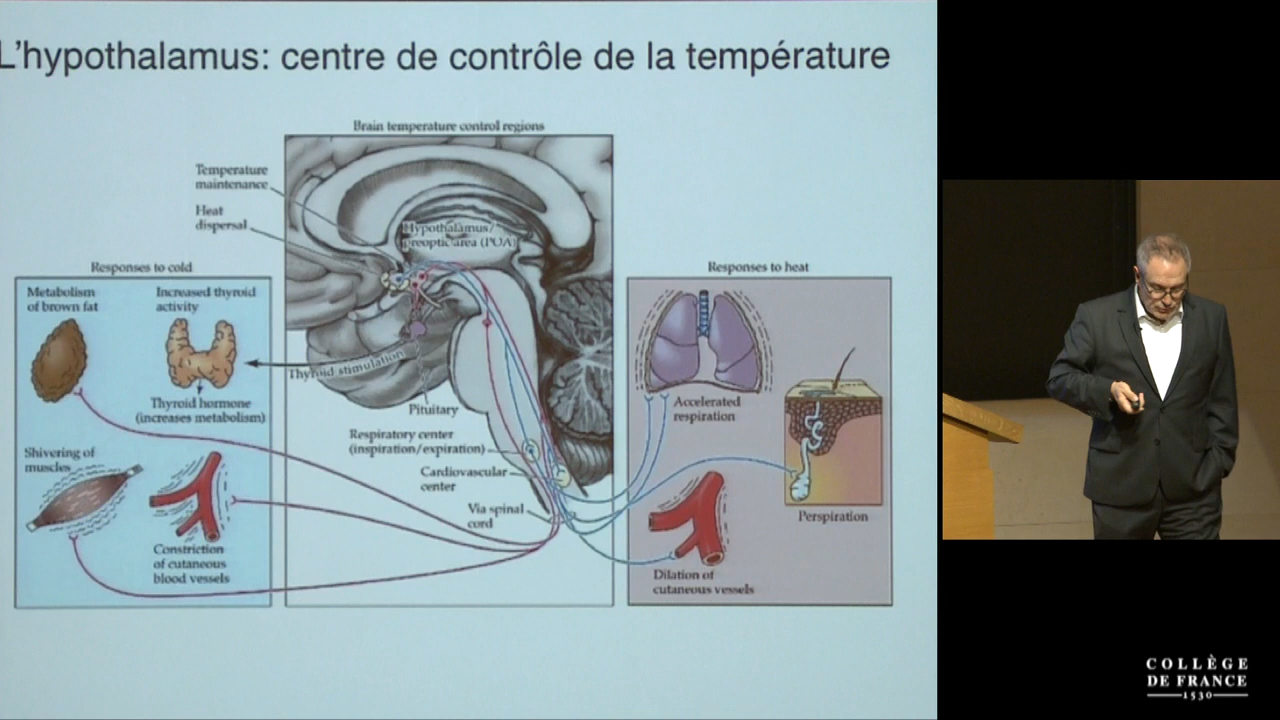 L'hypothalamus: centre de contrôle de la température
Brain temperature control regions
Temperature
maintenance
Heat
dispersal
Hypothalamus/
preoptic area (POA)
Responses to cold
Metabolism
of brown fat
Increased thyroid
activity
Thyroid stimulation
Thyroid hormone
(increases metabolism)
Pituitary
Shivering of
muscles
Constriction
of cutaneous
blood vessels
Respiratory center
(inspiration/expiration)
Cardiovascular
center
Via spinal
cord
Responses to heat
Accelerated
respiration
Perspiration
Dilation of
cutaneous vessels
COLLÈGE
DE FRANCE
1530